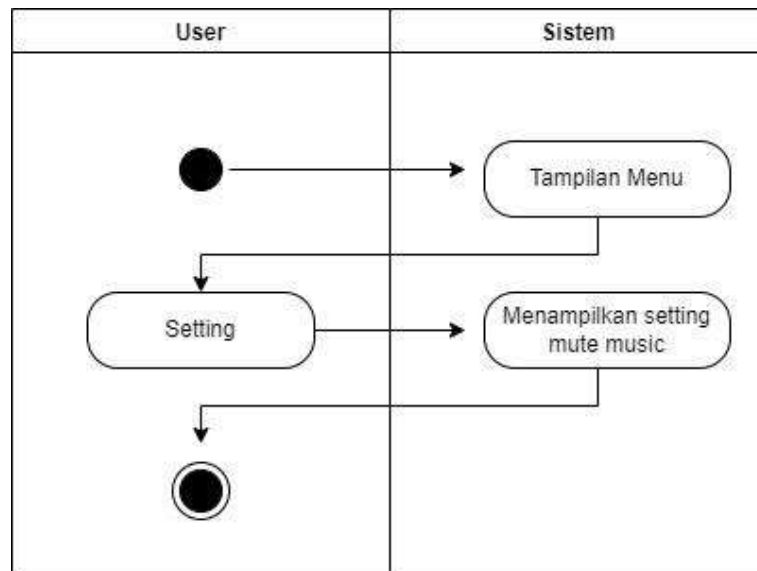 User
Sistem
Tampilan Menu
Setting
Menampilkan setting
mute music